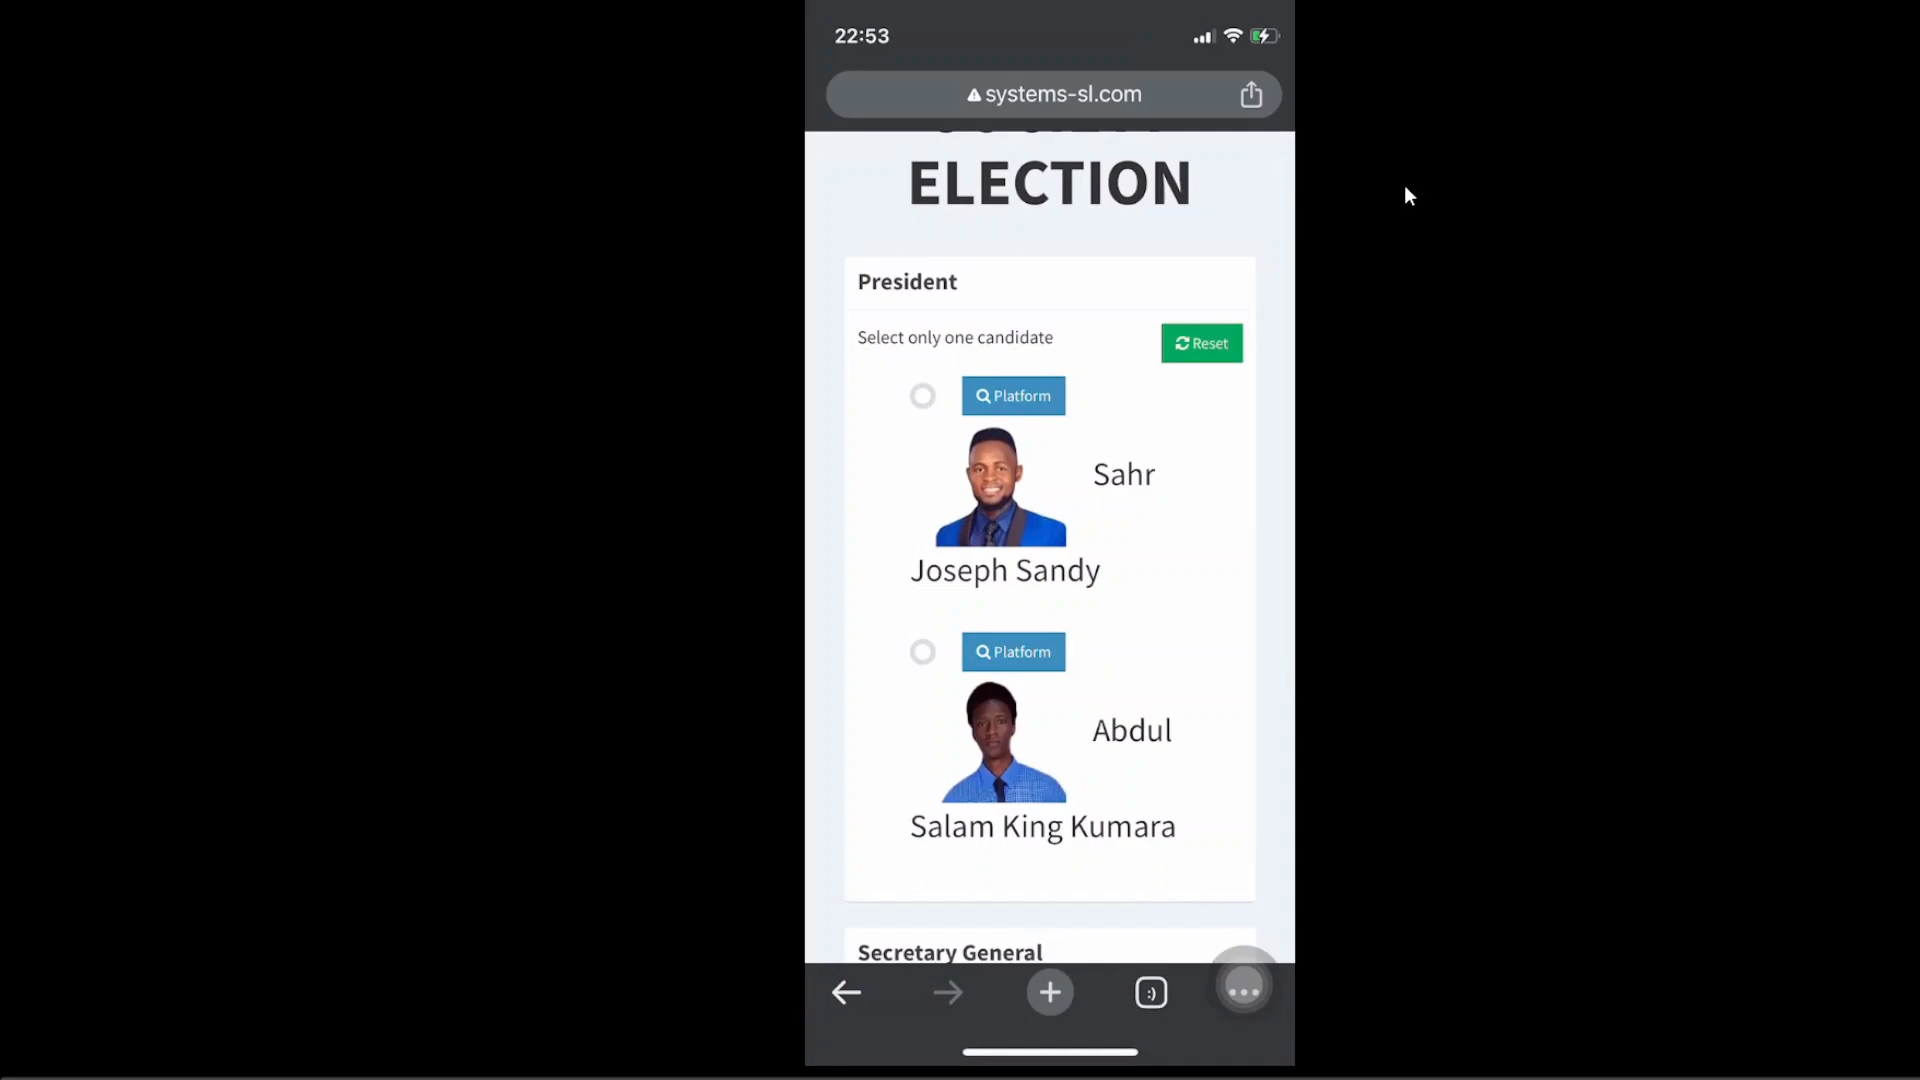 22:53
systems-sl.com
ELECTION
President
Select only one candidate
Reset
Platform
Sahr
Joseph Sandy
Platform
Abdul
Salam King Kumara
Secretary General
:)